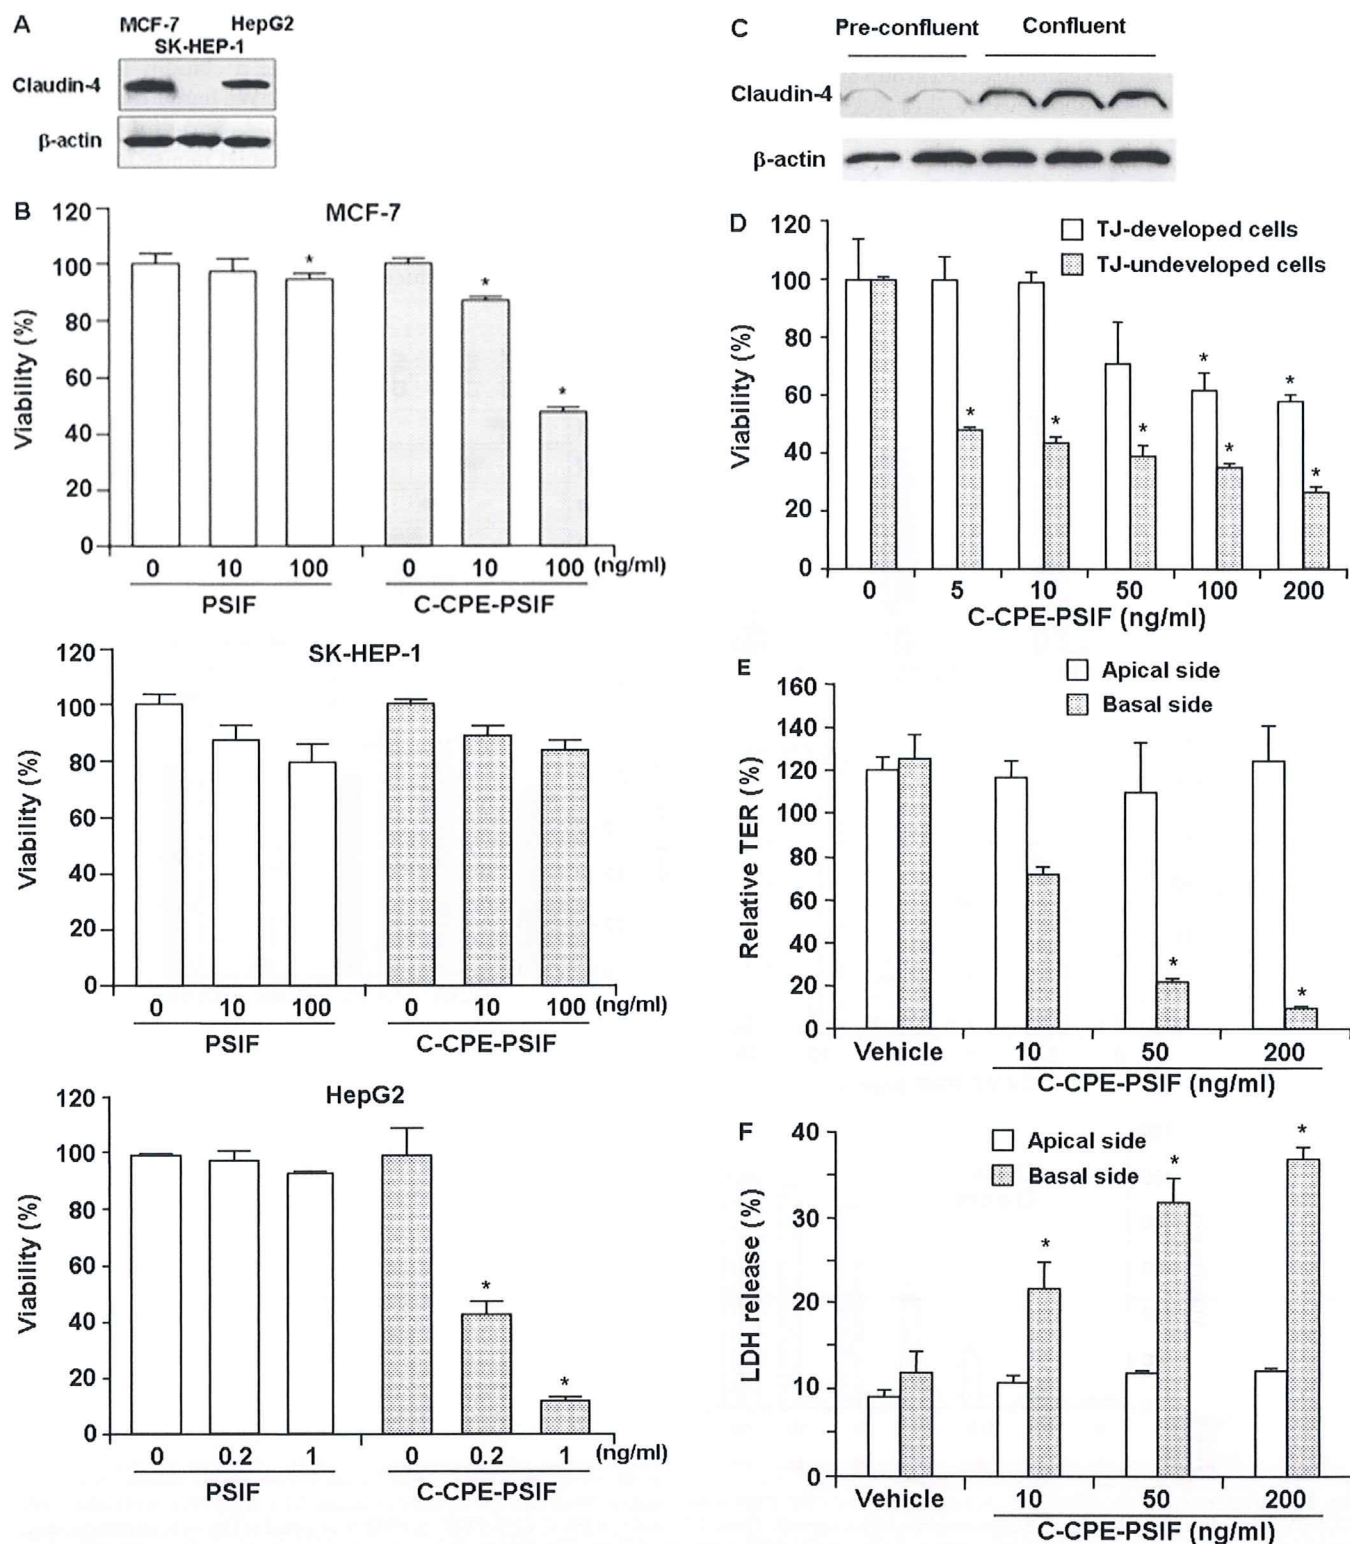 A
MCF-7 HepG2
SK-HEP-1
Claudin-4
β-actin
B
MCF-7
120
100
80
60
40
20
0
Viability (%)
*
*
*
0 10 100 0 10 100 (ng/ml)
PSIF C-CPE-PSIF
SK-HEP-1
120
100
80
60
40
20
0
Viability (%)
0 10 100 0 10 100 (ng/ml)
PSIF C-CPE-PSIF
HepG2
120
100
80
60
40
20
0
Viability (%)
*
*
0 0.2 1 0 0.2 1 (ng/ml)
PSIF C-CPE-PSIF
C
Pre-confluent Confluent
Claudin-4
β-actin
D
TJ-developed cells
TJ-undeveloped cells
120
100
80
60
40
20
0
Viability (%)
* * * * * * *
0 5 10 50 100 200
C-CPE-PSIF (ng/ml)
E
Apical side
Basal side
160
140
120
100
80
60
40
20
0
Relative TER (%)
* *
Vehicle 10 50 200
C-CPE-PSIF (ng/ml)
F
Apical side
Basal side
40
30
20
10
0
LDH release (%)
* * *
Vehicle 10 50 200
C-CPE-PSIF (ng/ml)